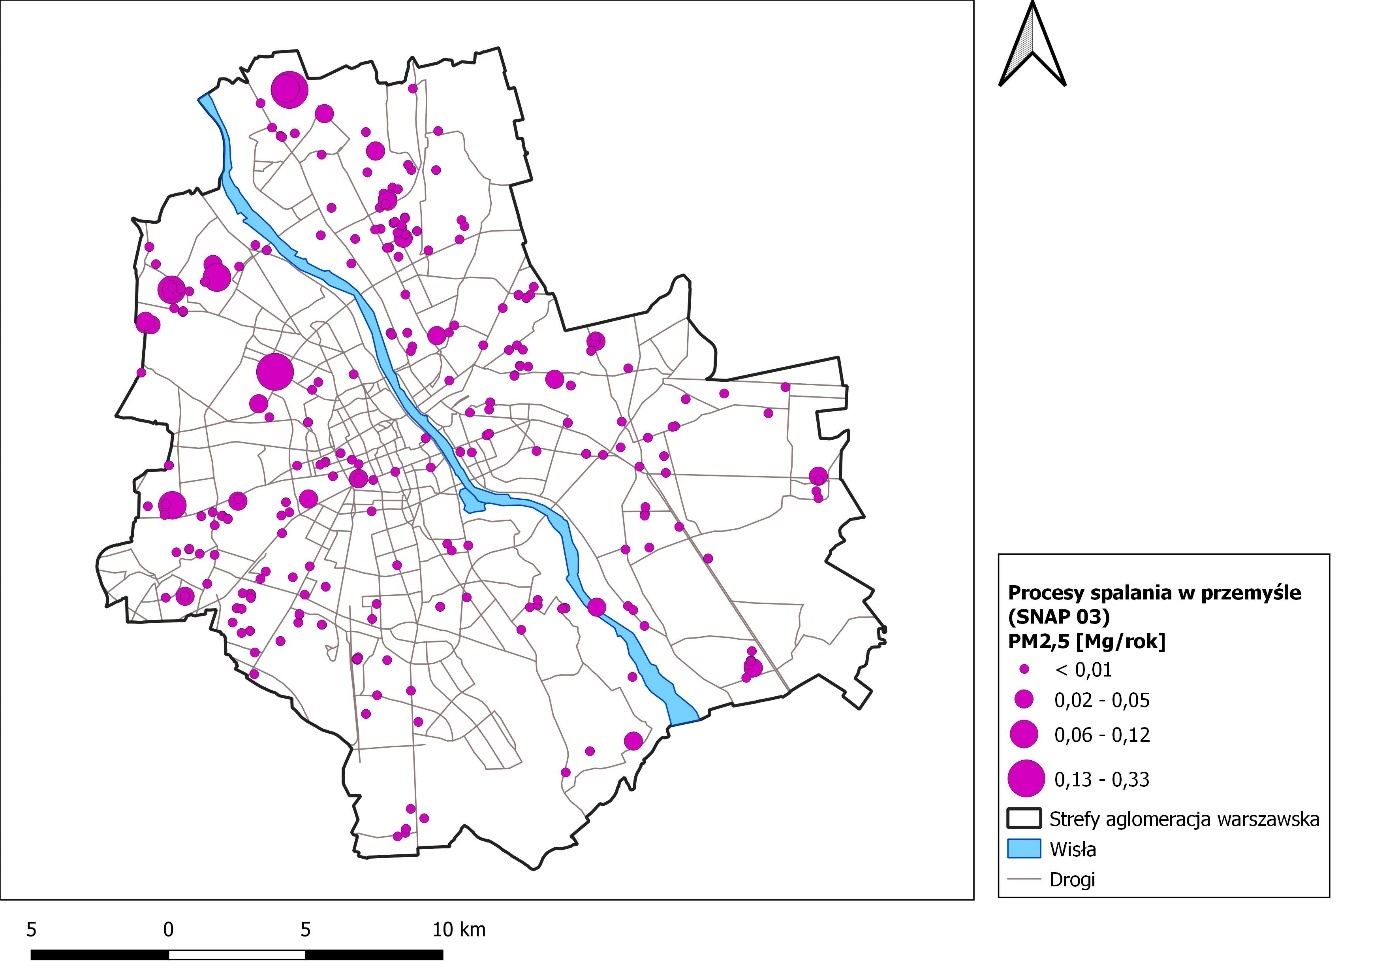 Procesy spalania w przemyśle
(SNAP 03)
PM2,5 [Mg/rok]
< 0,01
0,02 - 0,05
0,06 - 0,12
0,13 - 0,33
Strefy aglomeracja warszawska
Wisła
Drogi
5 0 5 10 km